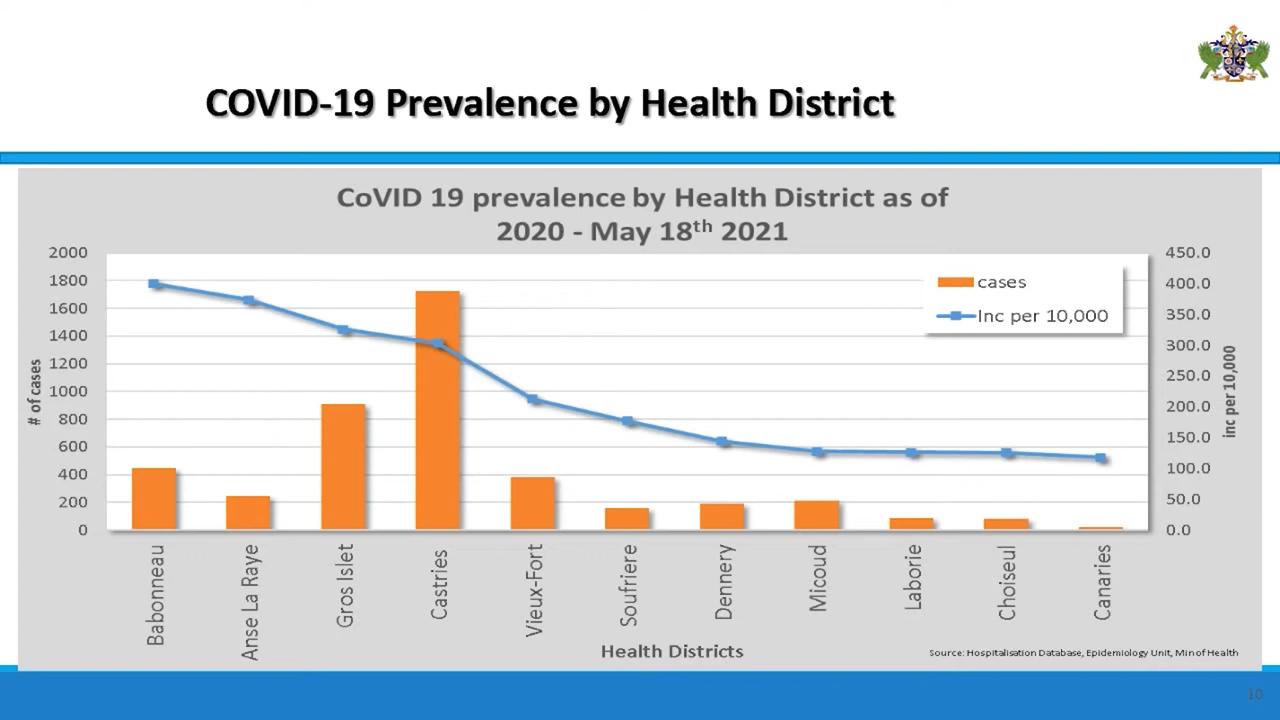 COVID-19 Prevalence by Health District
CoVID 19 prevalence by Health District as of
2020 - May 18th 2021
2000
1800
1600
1400
1200
1000
800
600
400
200
0
# of cases
450.0
400.0
350.0
300.0
250.0
200.0
150.0
100.0
50.0
0.0
inc per 10,000
cases
Inc per 10,000
Babonneau
Anse La Raye
Gros Islet
Castries
Vieux-Fort
Soufriere
Dennery
Micoud
Laborie
Choiseul
Canaries
Health Districts
Source: Hospitalisation Database, Epidemiology Unit, Min of Health
10